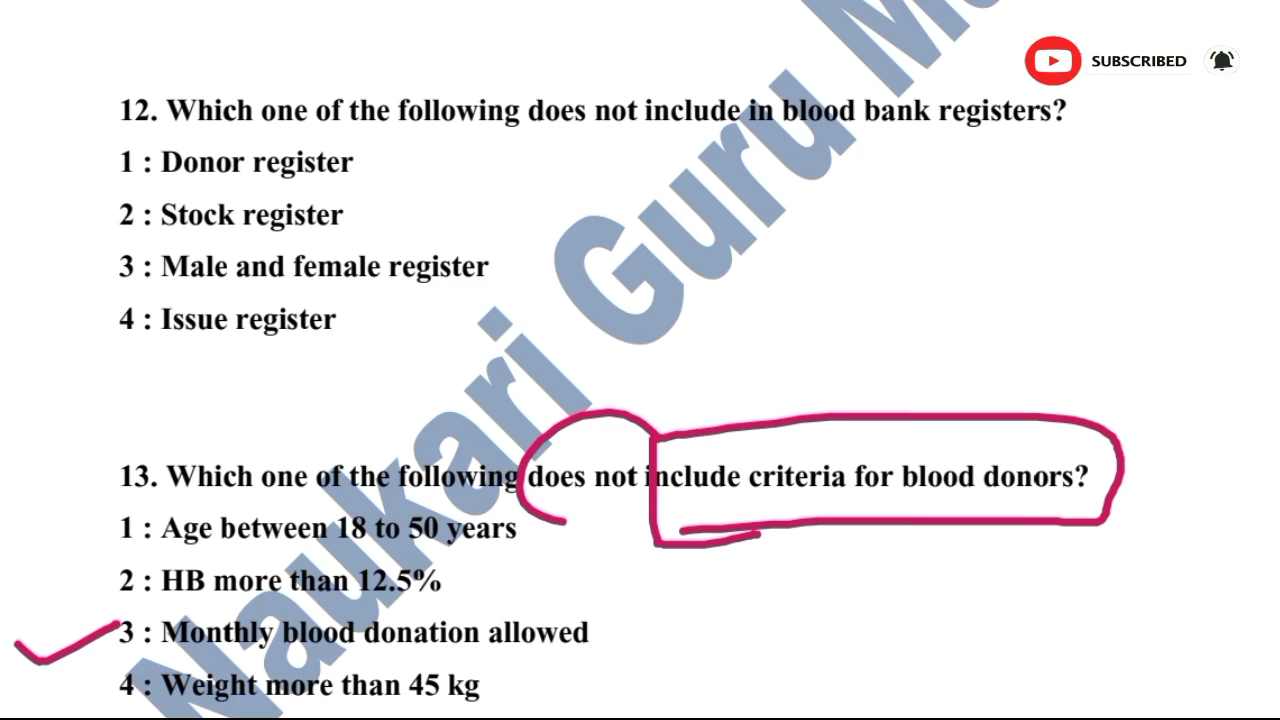 SUBSCRIBED
12. Which one of the following does not include in blood bank registers?
1 : Donor register
2 : Stock register
3 : Male and female register
4 : Issue register
13. Which one of the following does not include criteria for blood donors?
1 : Age between 18 to 50 years
2 : HB more than 12.5%
3 : Monthly blood donation allowed
4 : Weight more than 45 kg
Naukari Guru M